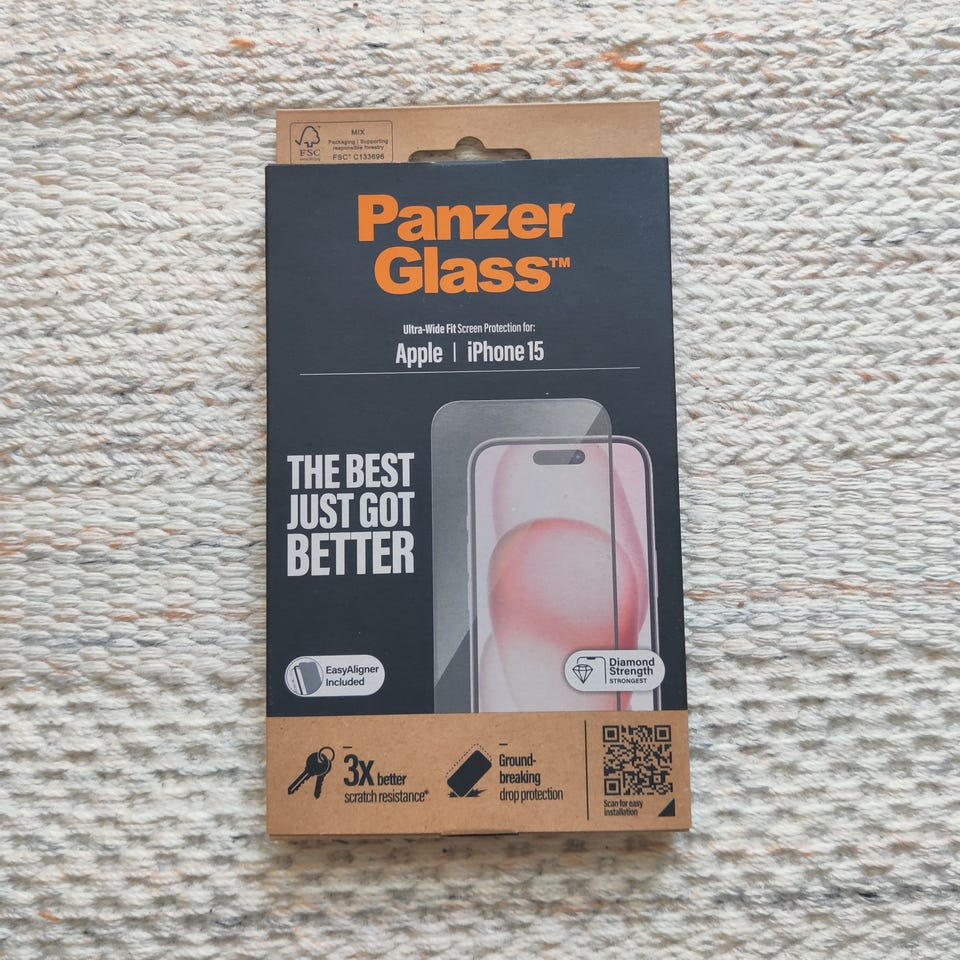 FSC
MIX
Packaging | Supporting
responsible forestry
FSC® C133696
Panzer
Glass™
Ultra-Wide Fit Screen Protection for:
Apple | iPhone 15
THE BEST
JUST GOT
BETTER
EasyAligner
Included
Diamond
Strength
STRONGEST
3x better
scratch resistance*
Ground-
breaking
drop protection
Scan for easy
installation